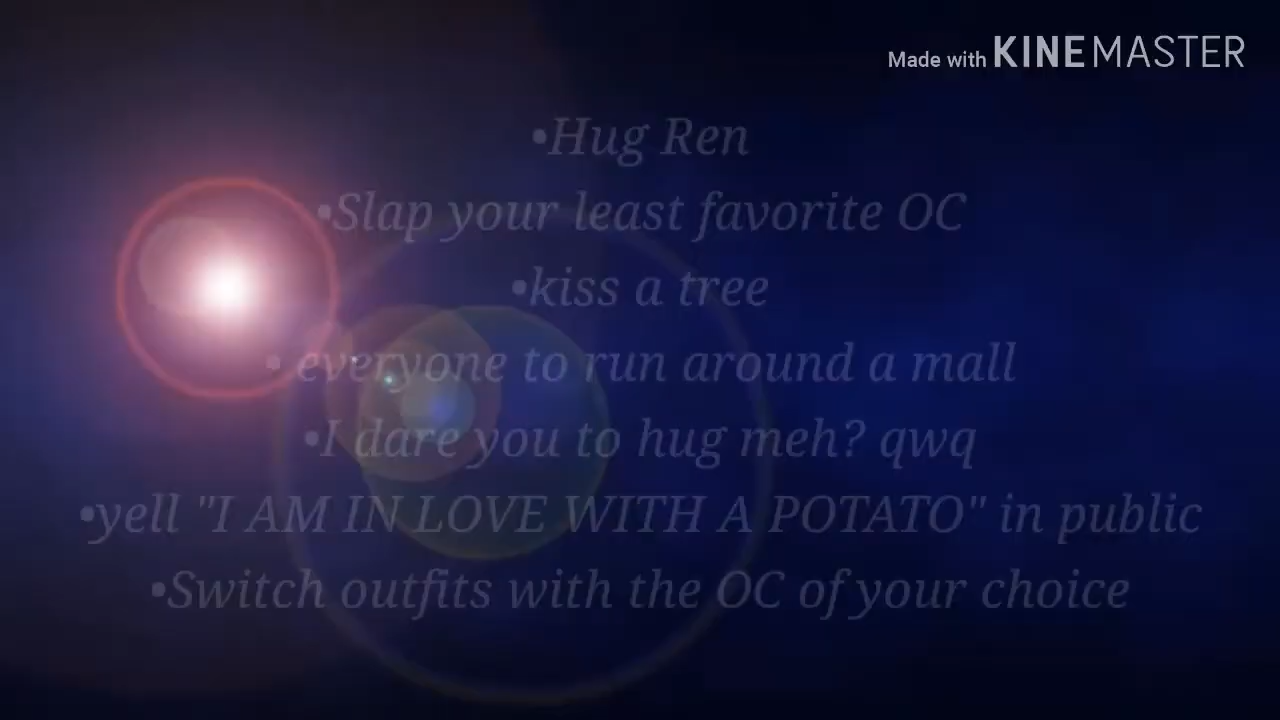 Made with KINEMASTER
•Hug Ren
•Slap your least favorite OC
•kiss a tree
• everyone to run around a mall
•I dare you to hug meh? qwq
•yell "I AM IN LOVE WITH A POTATO" in public
•Switch outfits with the OC of your choice